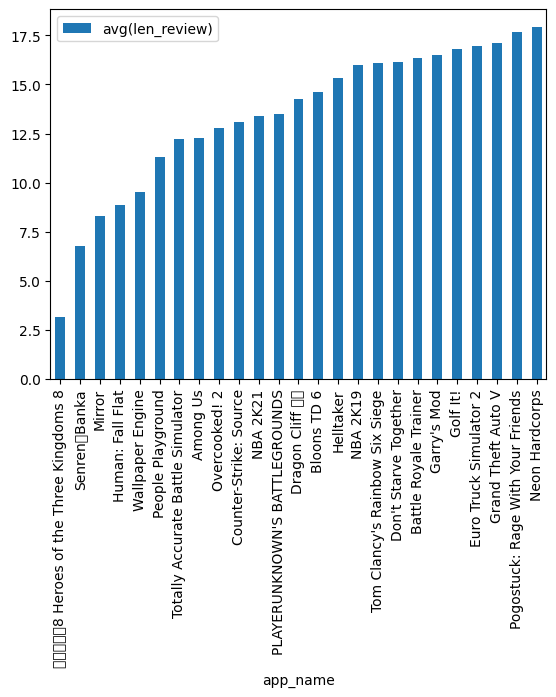 avg(len_review)
17.5
15.0
12.5
10.0
7.5
5.0
2.5
0.0
8 Heroes of the Three Kingdoms 8
Senren Banka
Mirror
Human: Fall Flat
Wallpaper Engine
People Playground
Totally Accurate Battle Simulator
Among Us
Overcooked! 2
Counter-Strike: Source
NBA 2K21
PLAYERUNKNOWN'S BATTLEGROUNDS
Dragon Cliff
Bloons TD 6
Helltaker
NBA 2K19
Tom Clancy's Rainbow Six Siege
Don't Starve Together
Battle Royale Trainer
Garry's Mod
Golf It!
Euro Truck Simulator 2
Grand Theft Auto V
Pogostuck: Rage With Your Friends
Neon Hardcorps
app_name